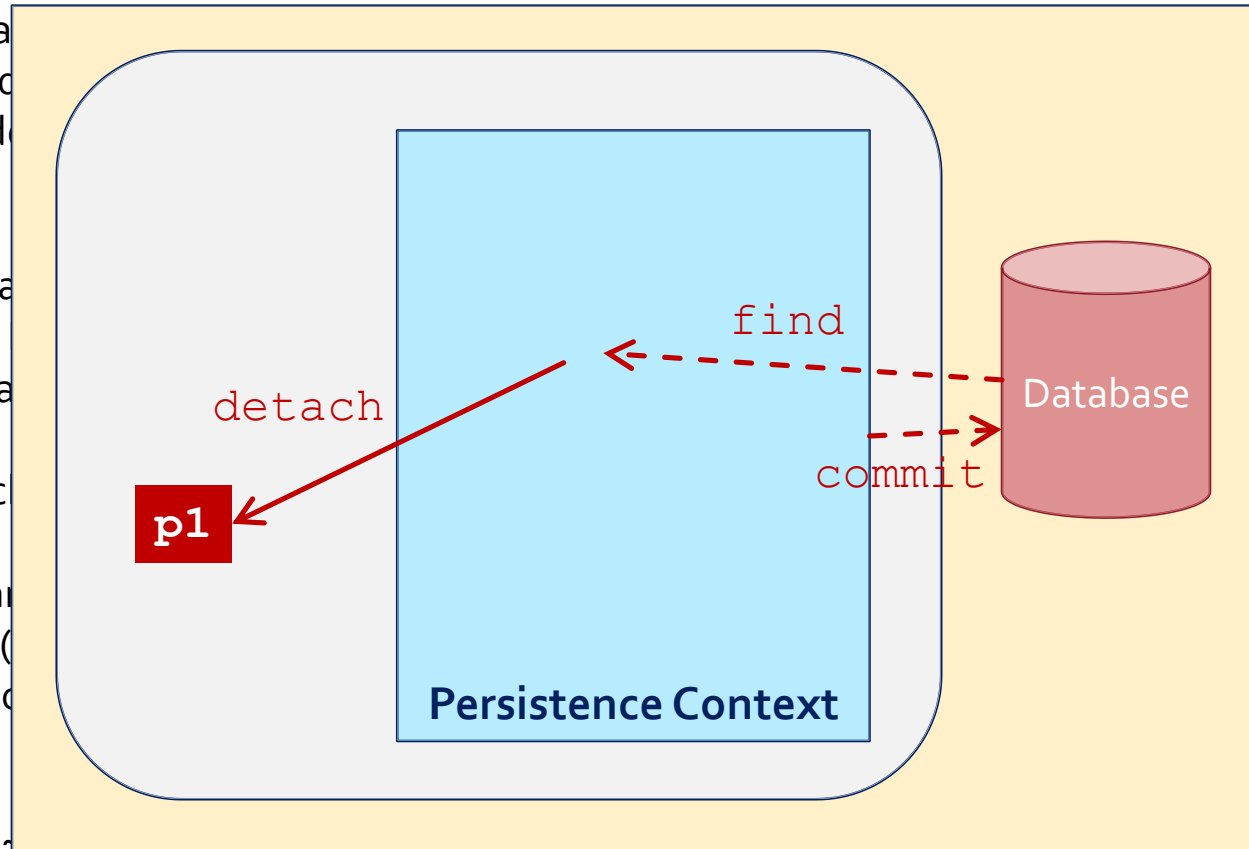 find
Database
detach
commit
p1
Persistence Context